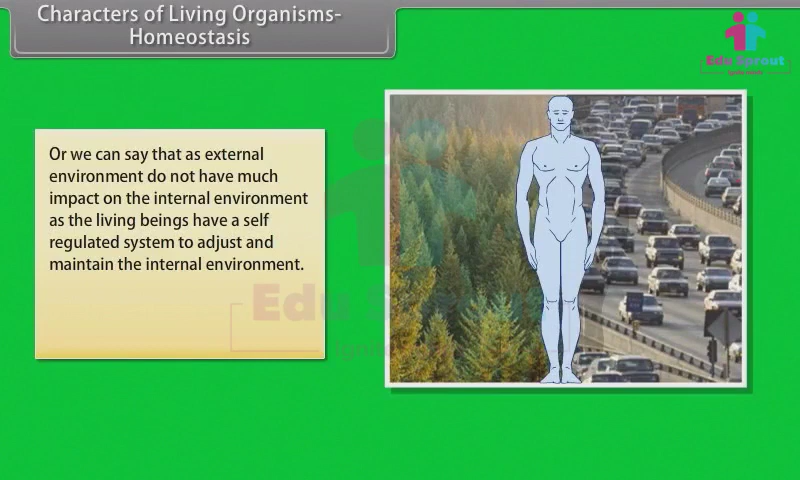 Characters of Living Organisms-
Homeostasis
Edu Sprout
Or we can say that as external
environment do not have much
impact on the internal environment
as the living beings have a self
regulated system to adjust and
maintain the internal environment.
Edu Sprout